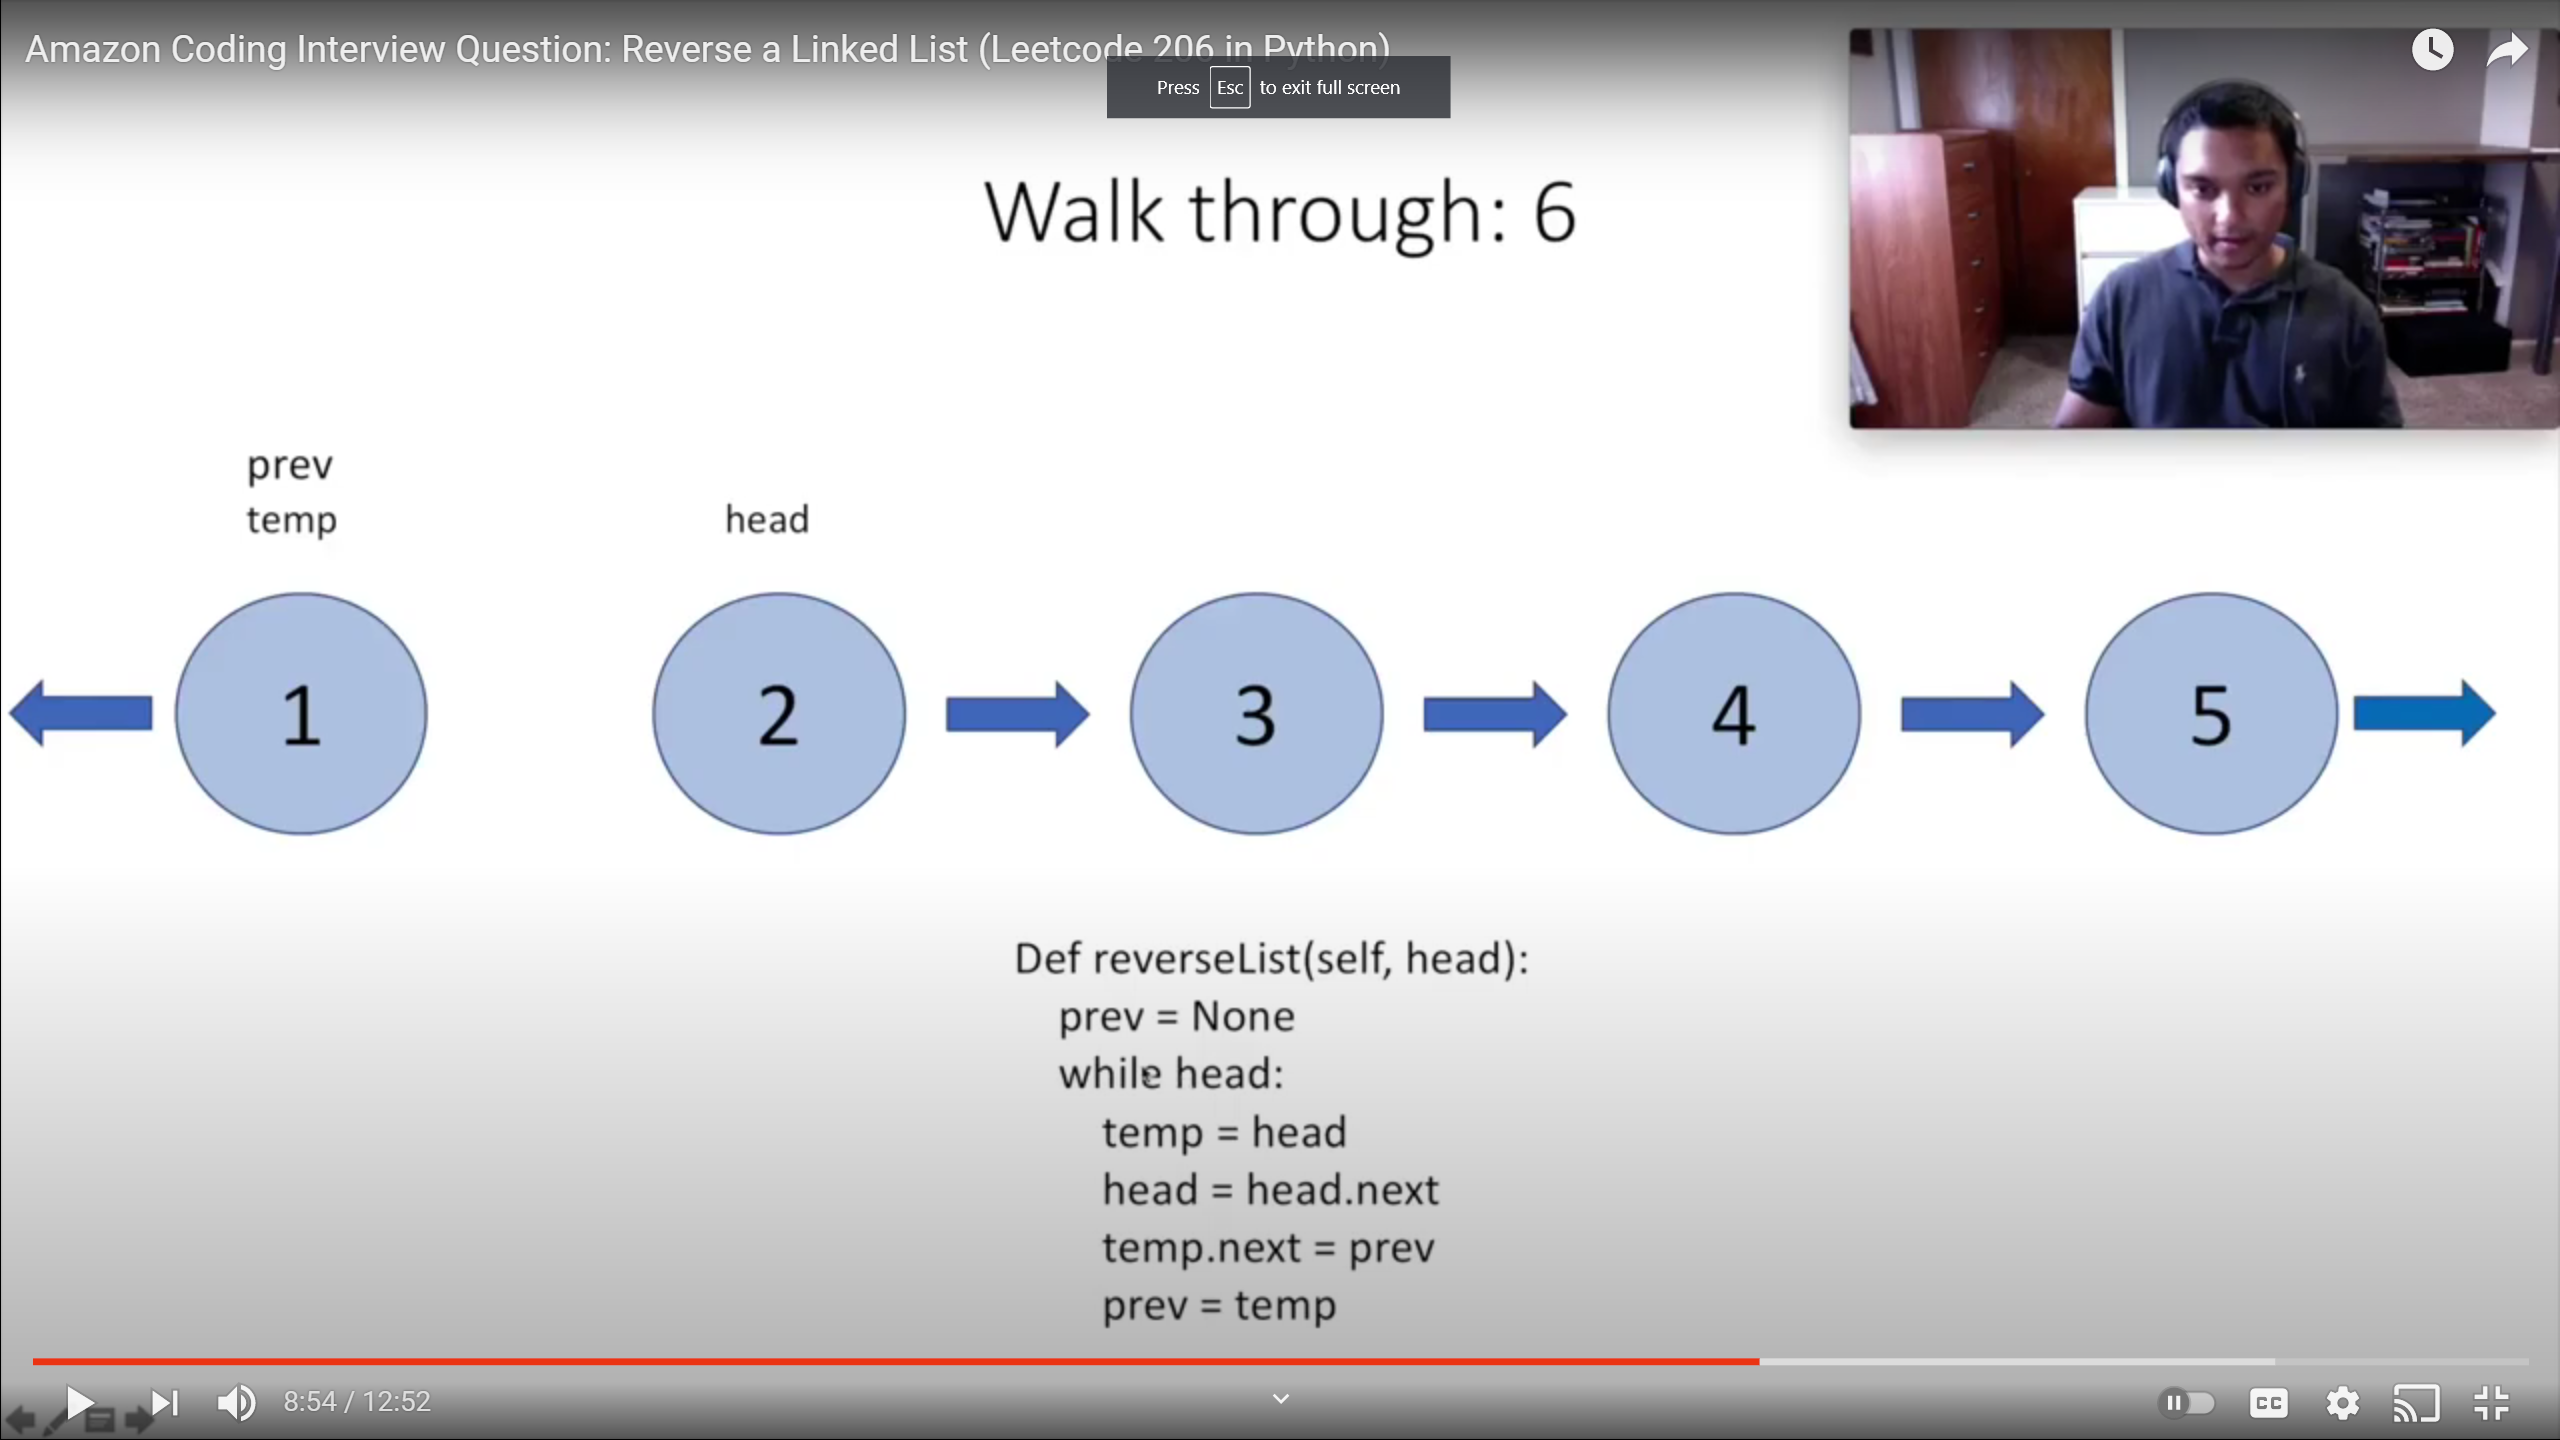 Amazon Coding Interview Question: Reverse a Linked List (Leetcode 206 in Python)
Press Esc to exit full screen
Walk through: 6
prev
temp
head
1 2 3 4 5
Def reverseList(self, head):
prev = None
while head:
temp = head
head = head.next
temp.next = prev
prev = temp
8:54 / 12:52
CC